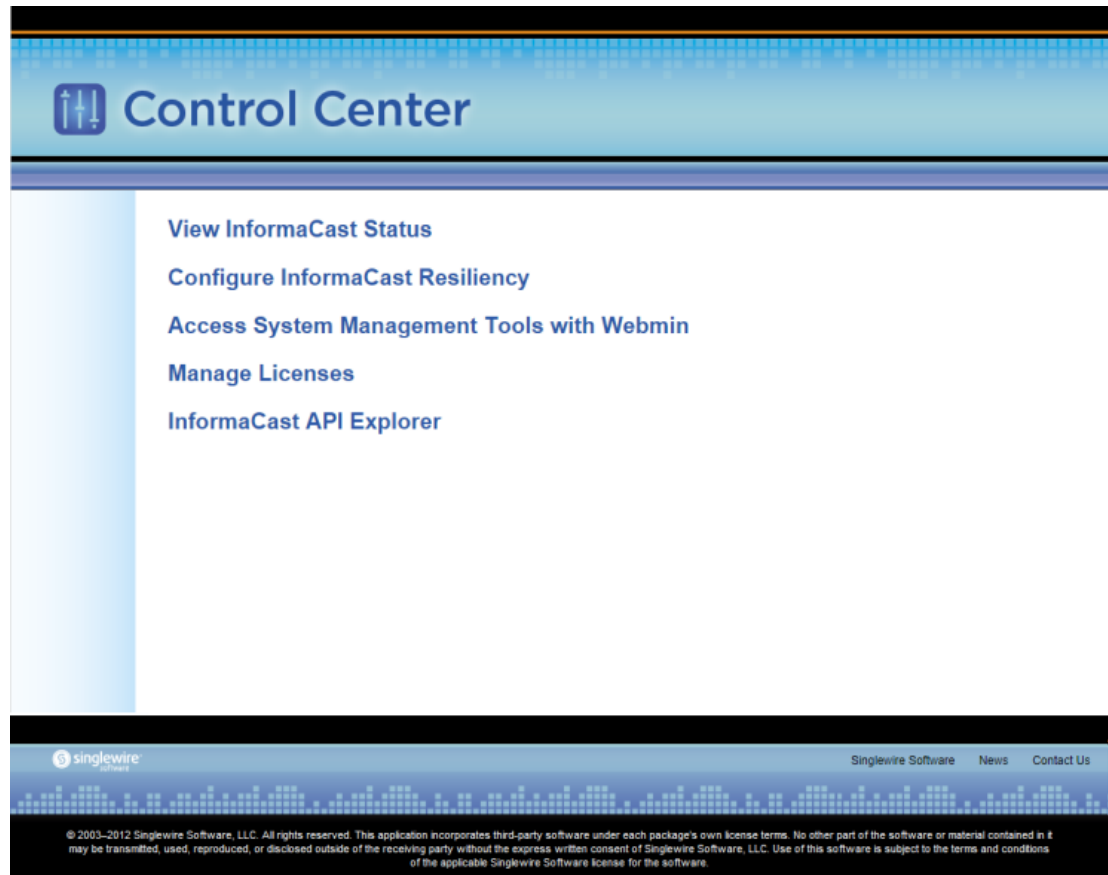 Control Center
View InformaCast Status
Configure InformaCast Resiliency
Access System Management Tools with Webmin
Manage Licenses
InformaCast API Explorer
singlewire
software
Singlewire Software News Contact Us
© 2003–2012 Singlewire Software, LLC. All rights reserved. This application incorporates third-party software under each package's own license terms. No other part of the software or material contained in it
may be transmitted, used, reproduced, or disclosed outside of the receiving party without the express written consent of Singlewire Software, LLC. Use of this software is subject to the terms and conditions
of the applicable Singlewire Software license for the software.